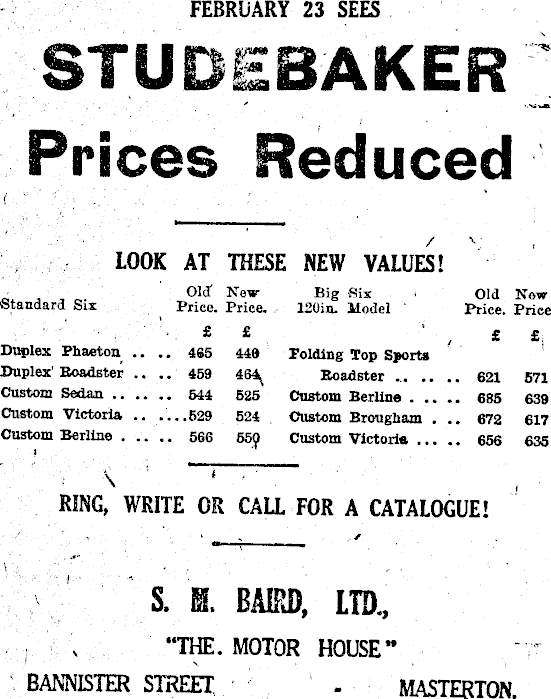 FEBRUARY 23 SEES
STUDEBAKER
Prices Reduced
LOOK AT THESE NEW VALUES!
Standard Six Old Price. New Price.
£ £
Duplex Phaeton .. .. 465 440
Duplex Roadster .. .. 459 464
Custom Sedan .. .. .. 544 525
Custom Victoria .. .... 529 524
Custom Berline . .. .. 566 550
Big Six 120in. Model Old Price. New Price
£ £
Folding Top Sports
Roadster .. .. .. 621 571
Custom Berline . .. .. 685 639
Custom Brougham . .. 672 617
Custom Victoria ... .. 656 635
RING, WRITE OR CALL FOR A CATALOGUE!
S. M. BAIRD, LTD.,
"THE. MOTOR HOUSE"
BANNISTER STREET - MASTERTON.